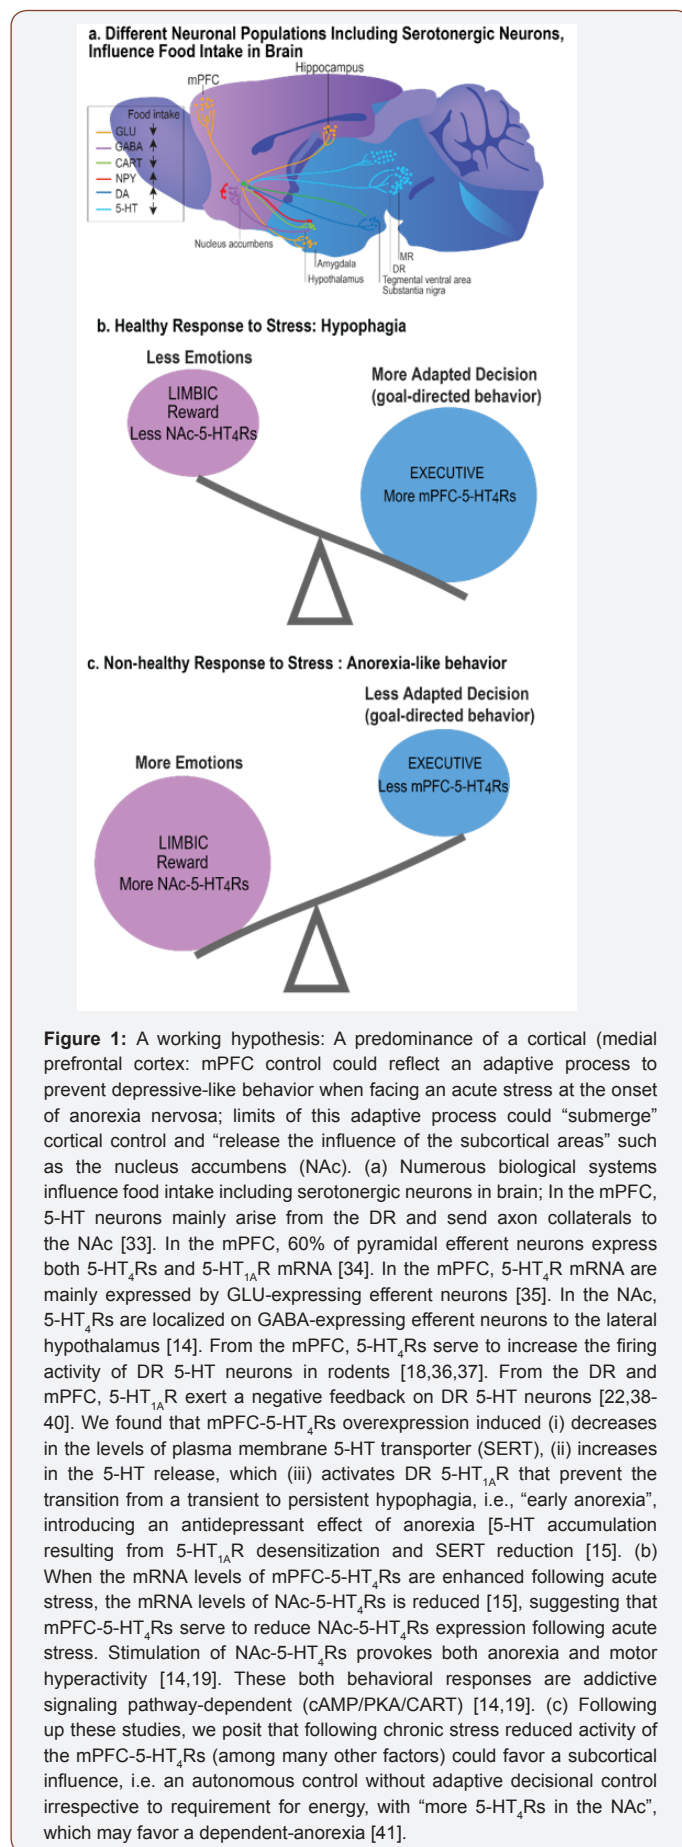 a. Different Neuronal Populations Including Serotonergic Neurons,
Influence Food Intake in Brain
Hippocampus
mPFC
Food intake
GLU
GABA
CART
NPY
DA
5-HT
Nucleus accumbens
Amygdala
Hypothalamus
MR
DR
Tegmental ventral area
Substantia nigra
b. Healthy Response to Stress: Hypophagia
Less Emotions
LIMBIC
Reward
Less NAc-5-HT4Rs
More Adapted Decision
(goal-directed behavior)
EXECUTIVE
More mPFC-5-HT4Rs
c. Non-healthy Response to Stress : Anorexia-like behavior
Less Adapted Decision
(goal-directed behavior)
EXECUTIVE
Less mPFC-5-HT4Rs
More Emotions
LIMBIC
Reward
More NAc-5-HT4Rs
Figure 1: A working hypothesis: A predominance of a cortical (medial
prefrontal cortex: mPFC control could reflect an adaptive process to
prevent depressive-like behavior when facing an acute stress at the onset
of anorexia nervosa; limits of this adaptive process could “submerge”
cortical control and “release the influence of the subcortical areas” such
as the nucleus accumbens (NAc). (a) Numerous biological systems
influence food intake including serotonergic neurons in brain; In the mPFC,
5-HT neurons mainly arise from the DR and send axon collaterals to
the NAc [33]. In the mPFC, 60% of pyramidal efferent neurons express
both 5-HT4Rs and 5-HT1AR mRNA [34]. In the mPFC, 5-HT4R mRNA are
mainly expressed by GLU-expressing efferent neurons [35]. In the NAc,
5-HT4Rs are localized on GABA-expressing efferent neurons to the lateral
hypothalamus [14]. From the mPFC, 5-HT4Rs serve to increase the firing
activity of DR 5-HT neurons in rodents [18,36,37]. From the DR and
mPFC, 5-HT1AR exert a negative feedback on DR 5-HT neurons [22,38-
40]. We found that mPFC-5-HT4Rs overexpression induced (i) decreases
in the levels of plasma membrane 5-HT transporter (SERT), (ii) increases
in the 5-HT release, which (iii) activates DR 5-HT1AR that prevent the
transition from a transient to persistent hypophagia, i.e., “early anorexia”,
introducing an antidepressant effect of anorexia [5-HT accumulation
resulting from 5-HT1AR desensitization and SERT reduction [15]. (b)
When the mRNA levels of mPFC-5-HT4Rs are enhanced following acute
stress, the mRNA levels of NAc-5-HT4Rs is reduced [15], suggesting that
mPFC-5-HT4Rs serve to reduce NAc-5-HT4Rs expression following acute
stress. Stimulation of NAc-5-HT4Rs provokes both anorexia and motor
hyperactivity [14,19]. These both behavioral responses are addictive
signaling pathway-dependent (cAMP/PKA/CART) [14,19]. (c) Following
up these studies, we posit that following chronic stress reduced activity of
the mPFC-5-HT4Rs (among many other factors) could favor a subcortical
influence, i.e. an autonomous control without adaptive decisional control
irrespective to requirement for energy, with “more 5-HT4Rs in the NAc”,
which may favor a dependent-anorexia [41].